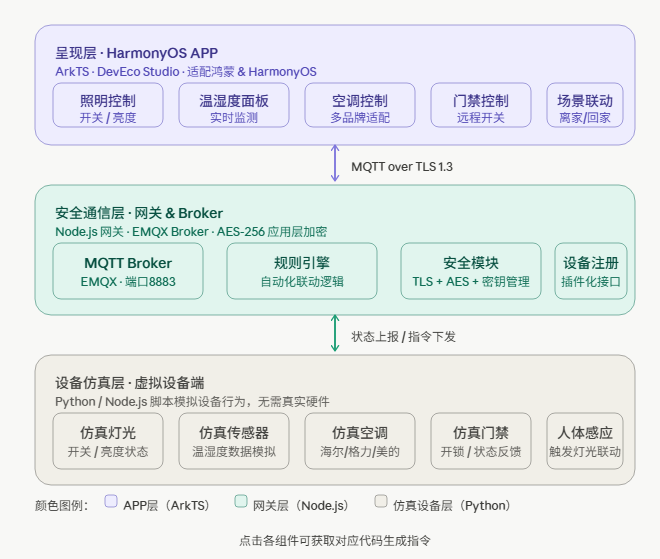 呈现层 · HarmonyOS APP
ArkTS · DevEco Studio · 适配鸿蒙 & HarmonyOS
照明控制
开关 / 亮度
温湿度面板
实时监测
空调控制
多品牌适配
门禁控制
远程开关
场景联动
离家/回家
MQTT over TLS 1.3
安全通信层 · 网关 & Broker
Node.js 网关 · EMQX Broker · AES-256 应用层加密
MQTT Broker
EMQX · 端口8883
规则引擎
自动化联动逻辑
安全模块
TLS + AES + 密钥管理
设备注册
插件化接口
状态上报 / 指令下发
设备仿真层 · 虚拟设备端
Python / Node.js 脚本模拟设备行为，无需真实硬件
仿真灯光
开关 / 亮度状态
仿真传感器
温湿度数据模拟
仿真空调
海尔/格力/美的
仿真门禁
开锁 / 状态反馈
人体感应
触发灯光联动
颜色图例： APP层（ArkTS） 网关层（Node.js） 仿真设备层（Python）
点击各组件可获取对应代码生成指令